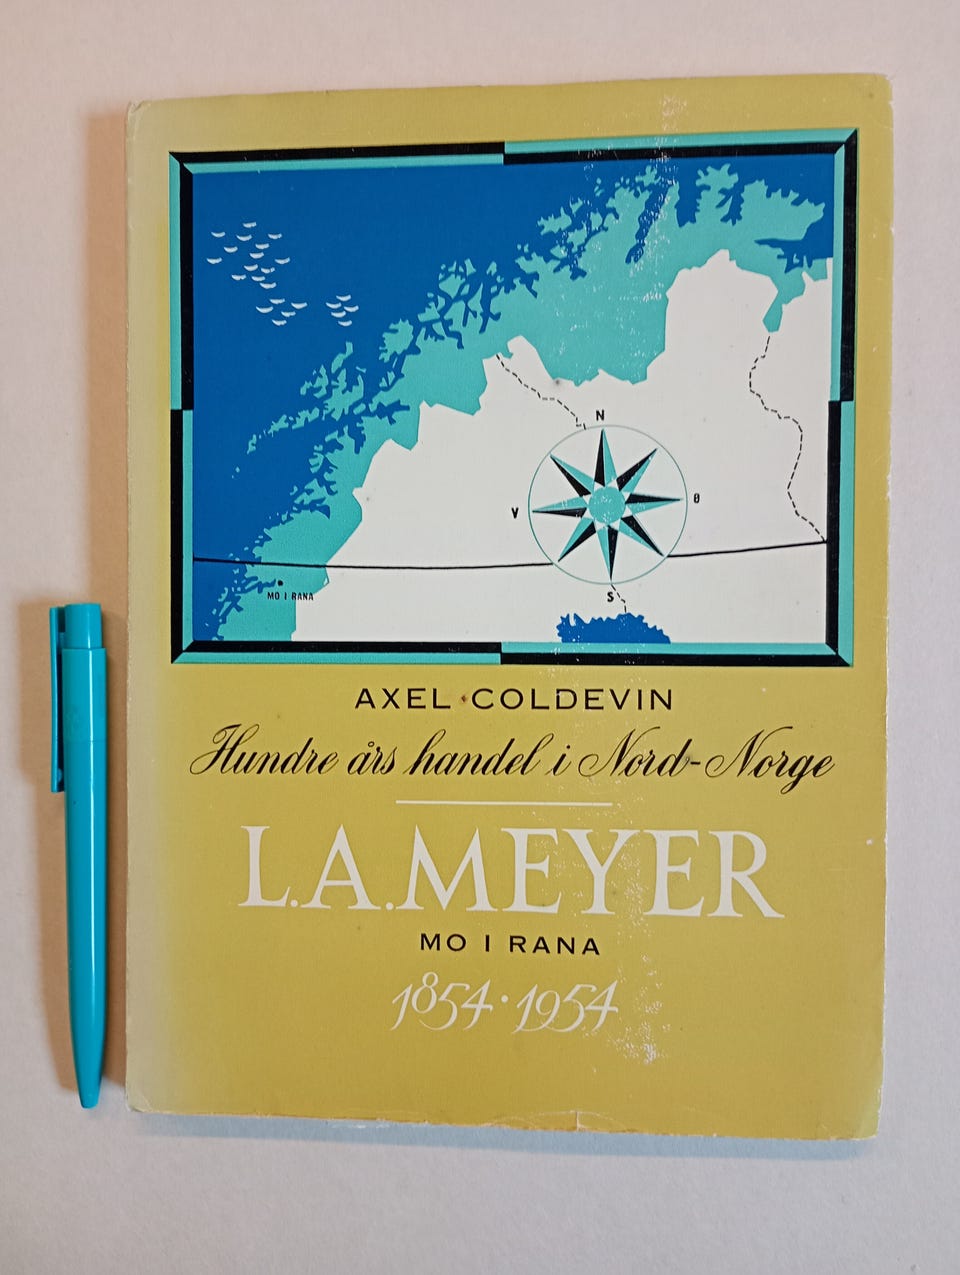 N
V
Ø
S
MO I RANA
AXEL COLDEVIN
Hundre års handel i Nord-Norge
L.A.MEYER
MO I RANA
1854·1954